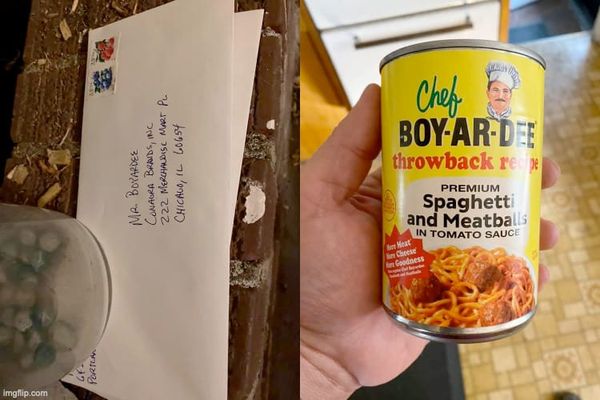 MR. BOYARDEE
CONAGRA BRANDS, INC
222 MERCHANDISE MART PL
CHICAGO, IL 60654
PORTLAN
Chef
BOY-AR-DEE
throwback recipe
PREMIUM
Spaghetti
and Meatballs
IN TOMATO SAUCE
More Meat
More Cheese
More Goodness
imgflip.com